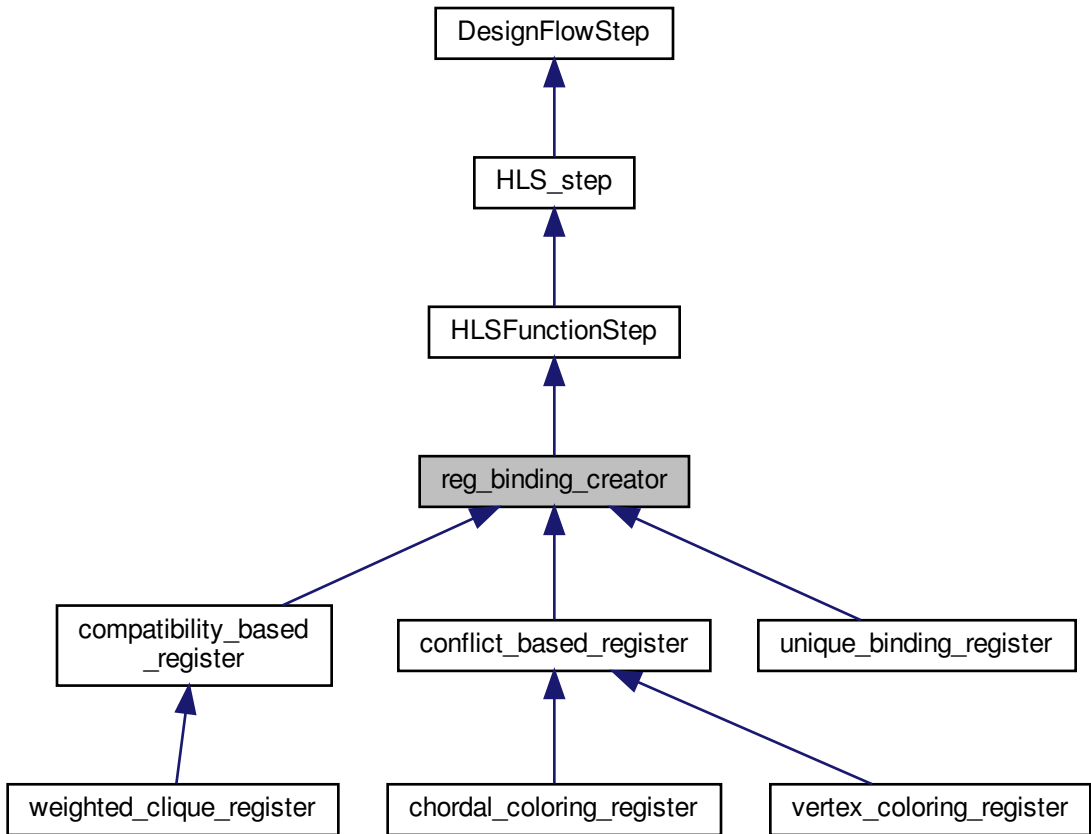 DesignFlowStep
HLS_step
HLSFunctionStep
reg_binding_creator
compatibility_based
_register
conflict_based_register
unique_binding_register
weighted_clique_register
chordal_coloring_register
vertex_coloring_register